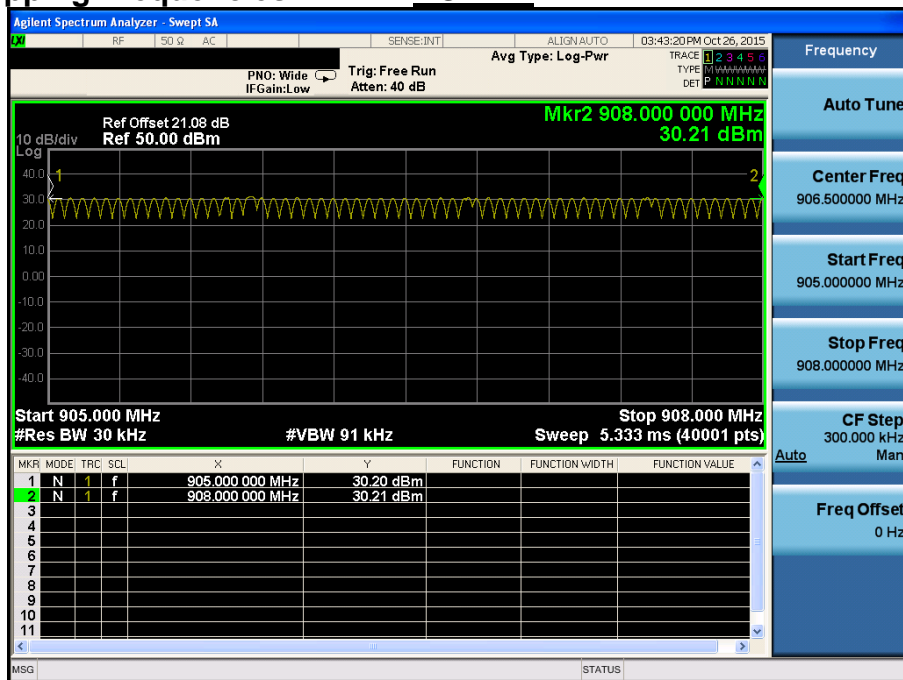 Agilent Spectrum Analyzer - Swept SA
LXI RF 50 Ω AC SENSE:INT ALIGN AUTO 03:43:20 PM Oct 26, 2015
Frequency
PNO: Wide Trig: Free Run Avg Type: Log-Pwr TRACE 1 2 3 4 5 6
IFGain:Low Atten: 40 dB TYPE M WWWWW
DET P N N N N N
Auto Tune
Mkr2 908.000 000 MHz
30.21 dBm
Ref Offset 21.08 dB
10 dB/div Ref 50.00 dBm
Log
40.0
30.0
20.0
10.0
0.00
-10.0
-20.0
-30.0
-40.0
1
2
Center Freq
906.500000 MHz
Start Freq
905.000000 MHz
Stop Freq
908.000000 MHz
Start 905.000 MHz Stop 908.000 MHz
#Res BW 30 kHz #VBW 91 kHz Sweep 5.333 ms (40001 pts)
CF Step
300.000 kHz
Auto Man
MKR MODE TRC SCL X Y FUNCTION FUNCTION WIDTH FUNCTION VALUE
1 N 1 f 905.000 000 MHz 30.20 dBm
2 N 1 f 908.000 000 MHz 30.21 dBm
3
4
5
6
7
8
9
10
11
Freq Offset
0 Hz
MSG STATUS